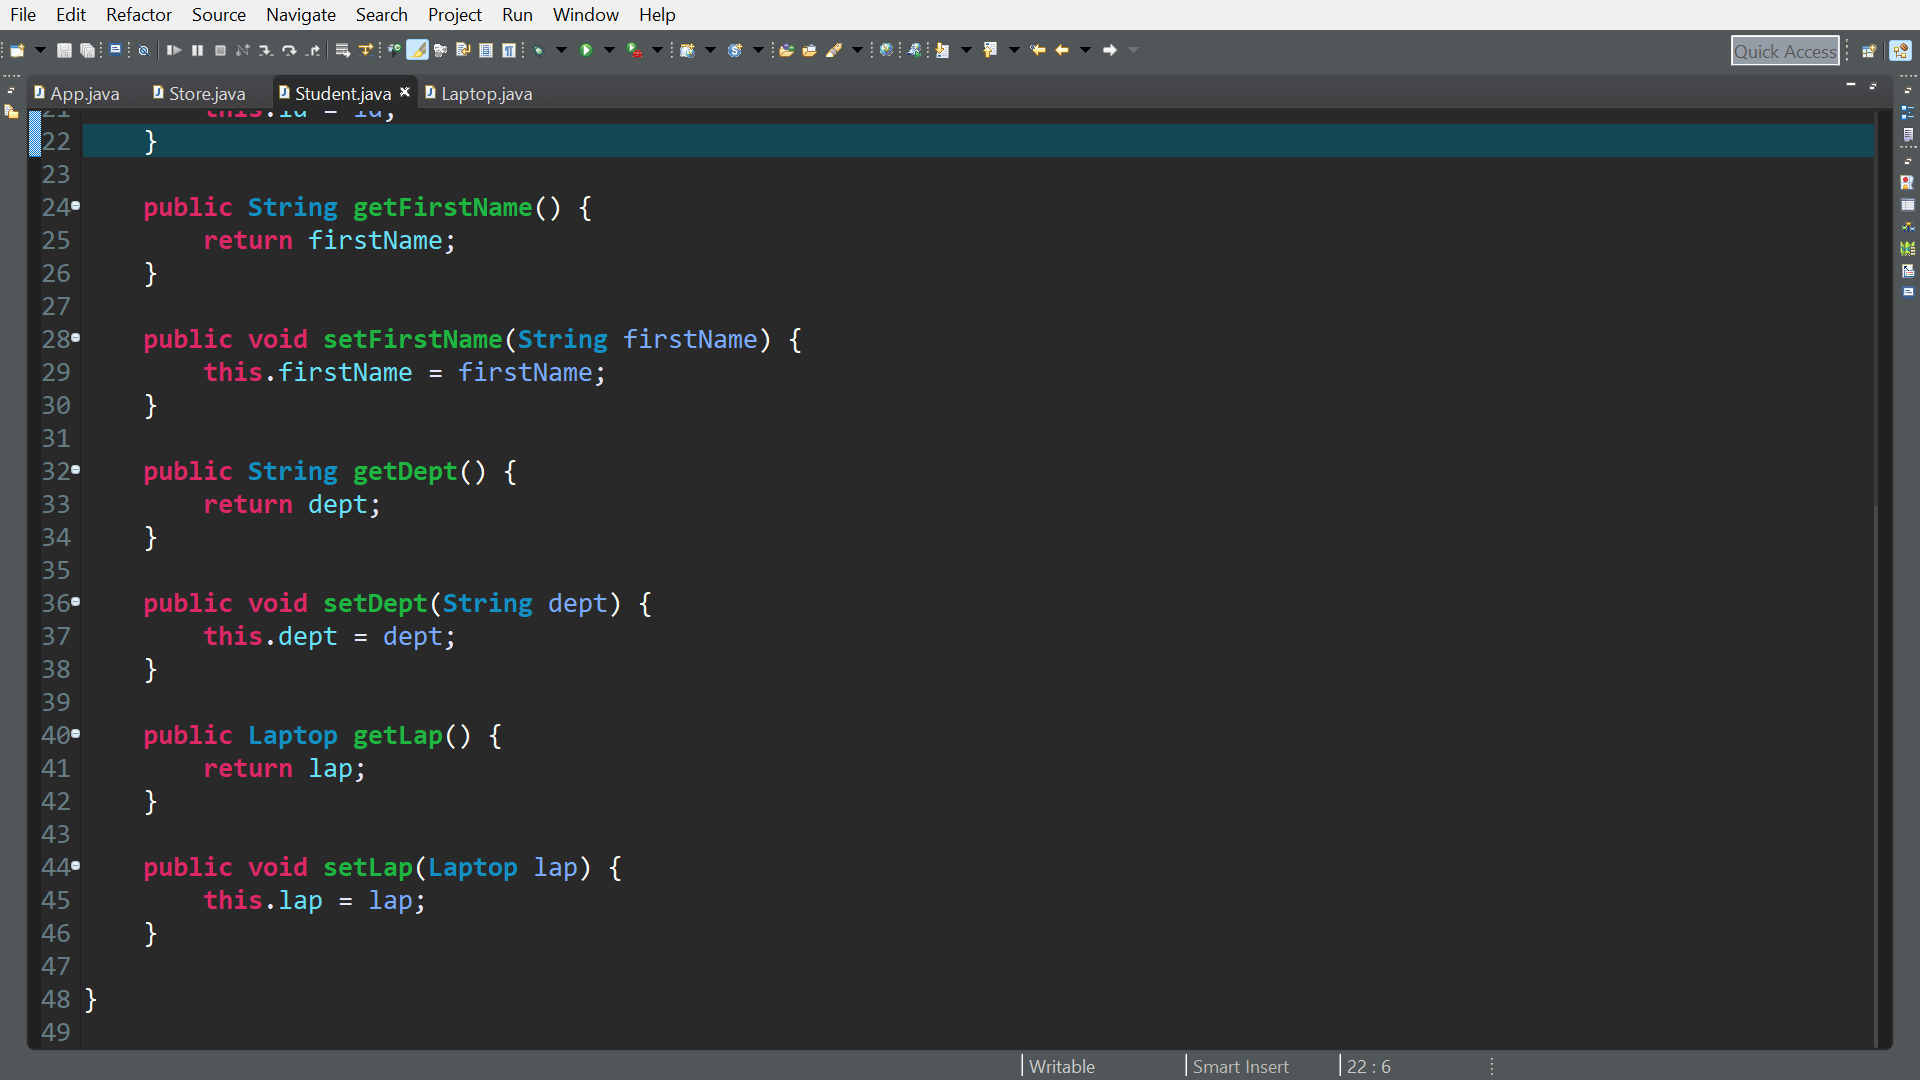 File Edit Refactor Source Navigate Search Project Run Window Help
Quick Access
App.java Store.java Student.java Laptop.java
21 this.id = id;
22 }
23
24 public String getFirstName() {
25 return firstName;
26 }
27
28 public void setFirstName(String firstName) {
29 this.firstName = firstName;
30 }
31
32 public String getDept() {
33 return dept;
34 }
35
36 public void setDept(String dept) {
37 this.dept = dept;
38 }
39
40 public Laptop getLap() {
41 return lap;
42 }
43
44 public void setLap(Laptop lap) {
45 this.lap = lap;
46 }
47
48 }
49
Writable Smart Insert 22 : 6